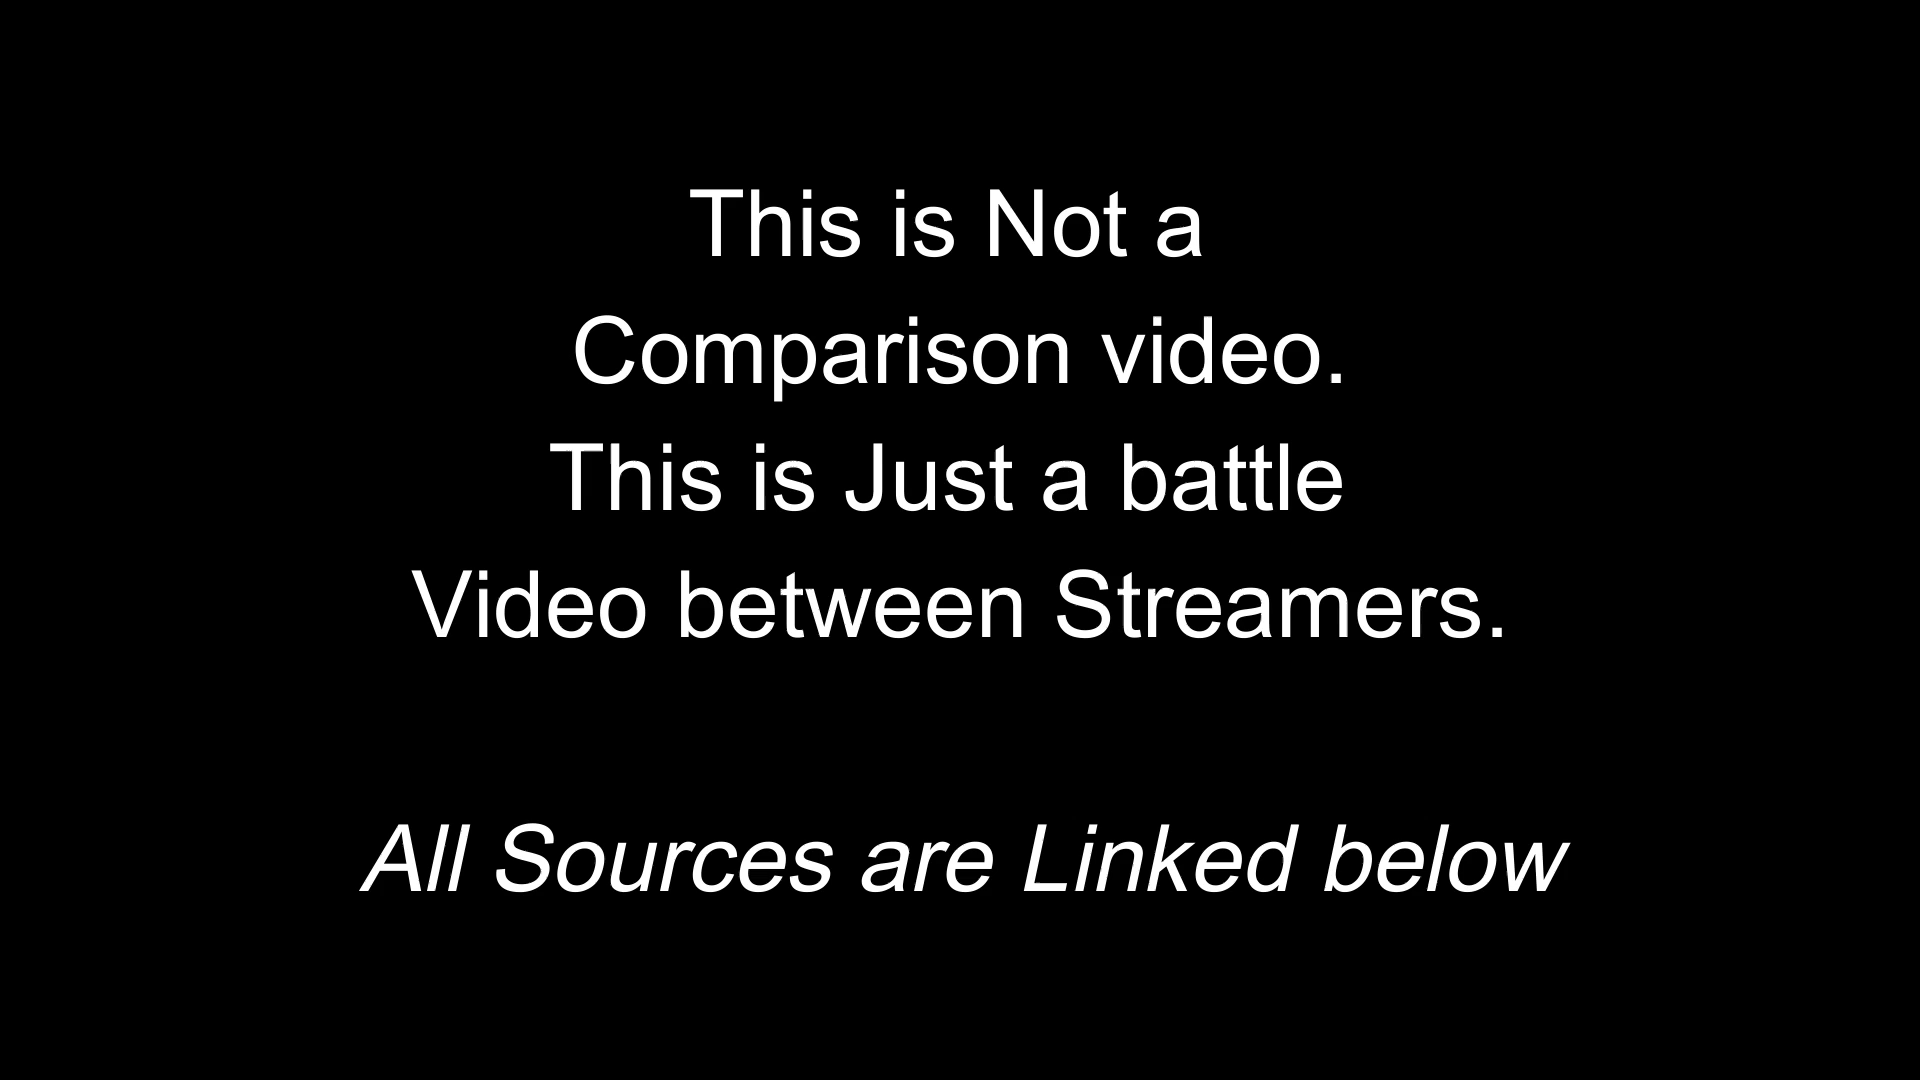 This is Not a
Comparison video.
This is Just a battle
Video between Streamers.
All Sources are Linked below